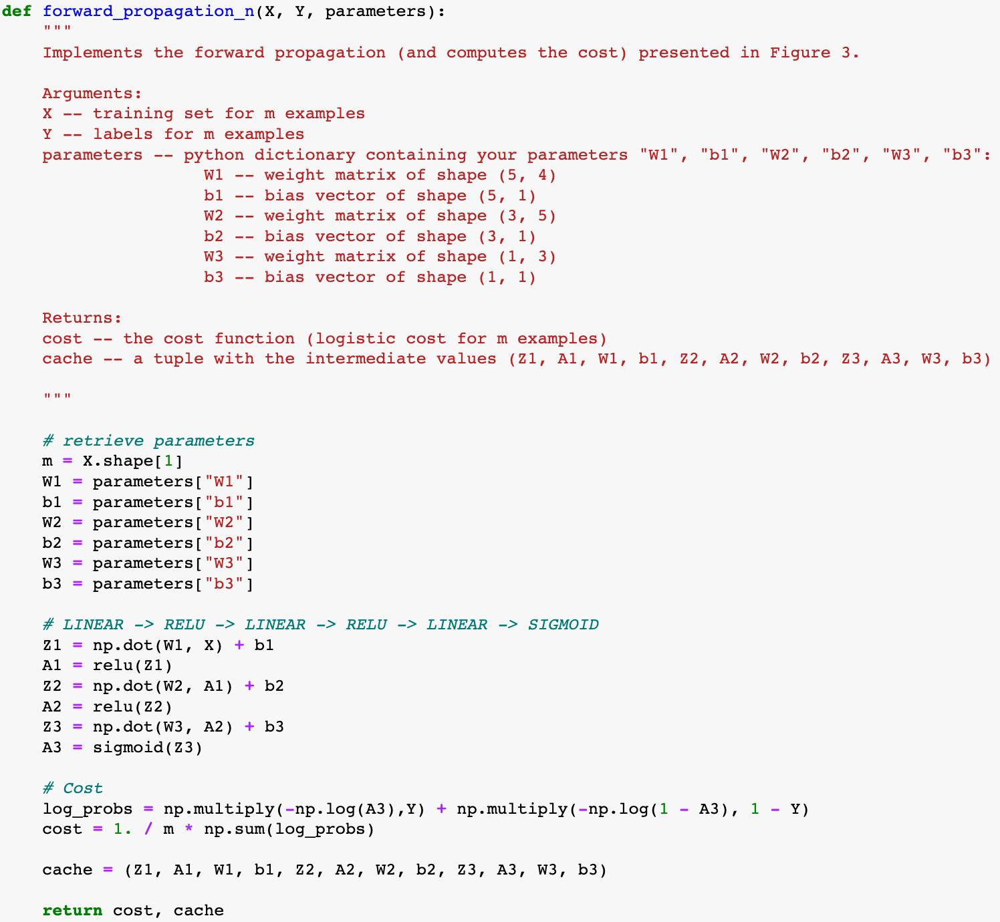 def forward_propagation_n(X, Y, parameters):
    """
    Implements the forward propagation (and computes the cost) presented in Figure 3.

    Arguments:
    X -- training set for m examples
    Y -- labels for m examples
    parameters -- python dictionary containing your parameters "W1", "b1", "W2", "b2", "W3", "b3":
                    W1 -- weight matrix of shape (5, 4)
                    b1 -- bias vector of shape (5, 1)
                    W2 -- weight matrix of shape (3, 5)
                    b2 -- bias vector of shape (3, 1)
                    W3 -- weight matrix of shape (1, 3)
                    b3 -- bias vector of shape (1, 1)

    Returns:
    cost -- the cost function (logistic cost for m examples)
    cache -- a tuple with the intermediate values (Z1, A1, W1, b1, Z2, A2, W2, b2, Z3, A3, W3, b3)

    """

    # retrieve parameters
    m = X.shape[1]
    W1 = parameters["W1"]
    b1 = parameters["b1"]
    W2 = parameters["W2"]
    b2 = parameters["b2"]
    W3 = parameters["W3"]
    b3 = parameters["b3"]

    # LINEAR -> RELU -> LINEAR -> RELU -> LINEAR -> SIGMOID
    Z1 = np.dot(W1, X) + b1
    A1 = relu(Z1)
    Z2 = np.dot(W2, A1) + b2
    A2 = relu(Z2)
    Z3 = np.dot(W3, A2) + b3
    A3 = sigmoid(Z3)

    # Cost
    log_probs = np.multiply(-np.log(A3),Y) + np.multiply(-np.log(1 - A3), 1 - Y)
    cost = 1. / m * np.sum(log_probs)

    cache = (Z1, A1, W1, b1, Z2, A2, W2, b2, Z3, A3, W3, b3)

    return cost, cache